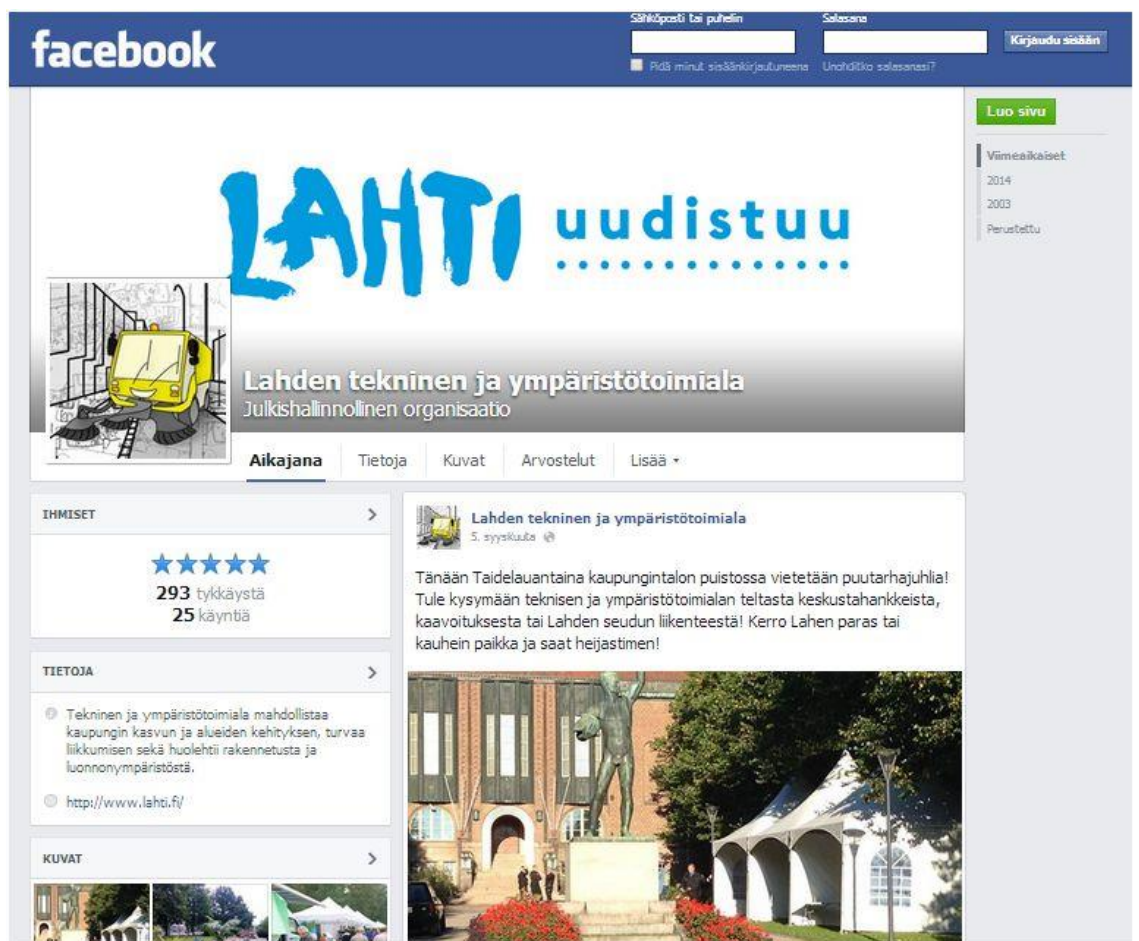 Sähköposti tai puhelin
Salasana
facebook
Kirjaudu sisään
Pidä minut sisäänkirjautuneena
Unohditko salasanasi?
Luo sivu
Viimeaikaiset
2014
2003
Perustettu
LAHTI uudistuu
Lahden tekninen ja ympäristötoimiala
Julkishallinnollinen organisaatio
Aikajana Tietoja Kuvat Arvostelut Lisää
IHMISET
293 tykkäystä
25 käyntiä
TIETOJA
Tekninen ja ympäristötoimiala mahdollistaa
kaupungin kasvun ja alueiden kehityksen, turvaa
liikkumisen sekä huolehtii rakennetusta ja
luonnonympäristöstä.
http://www.lahti.fi/
KUVAT
Lahden tekninen ja ympäristötoimiala
5. syyskuuta
Tänään Taidelauantaina kaupungintalon puistossa vietetään puutarhajuhlia!
Tule kysymään teknisen ja ympäristötoimialan teltasta keskustahankkeista,
kaavoituksesta tai Lahden seudun liikenteestä! Kerro Lahen paras tai
kauhein paikka ja saat heijastimen!